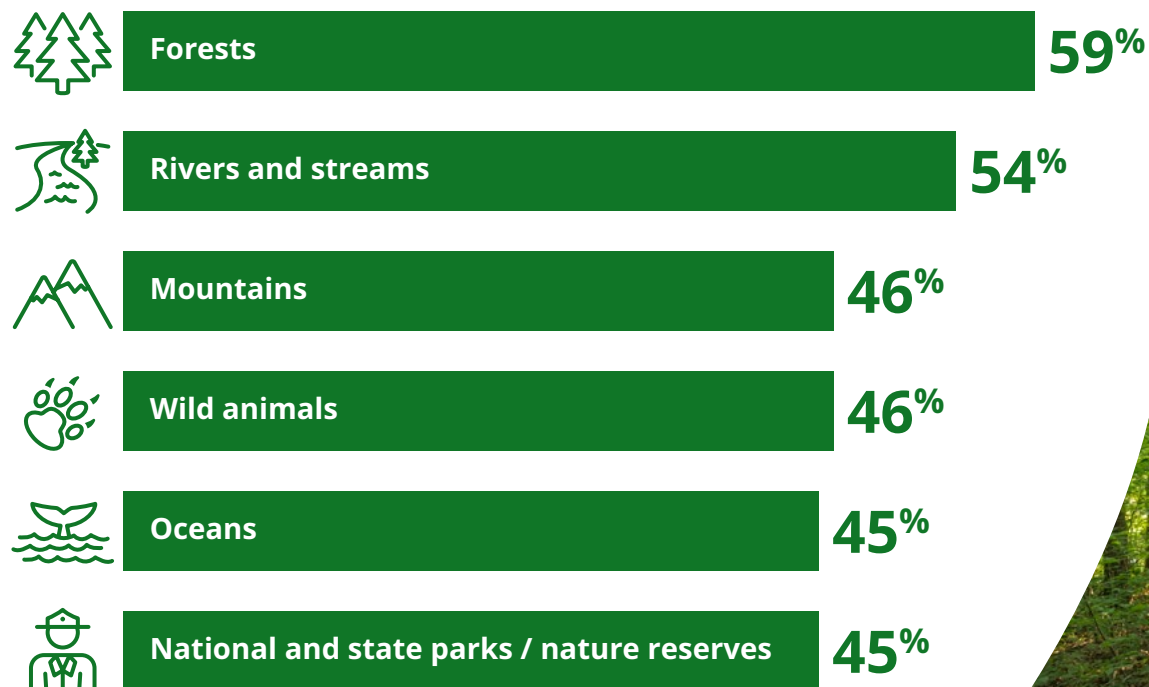 Forests 59%
Rivers and streams 54%
Mountains 46%
Wild animals 46%
Oceans 45%
National and state parks / nature reserves 45%